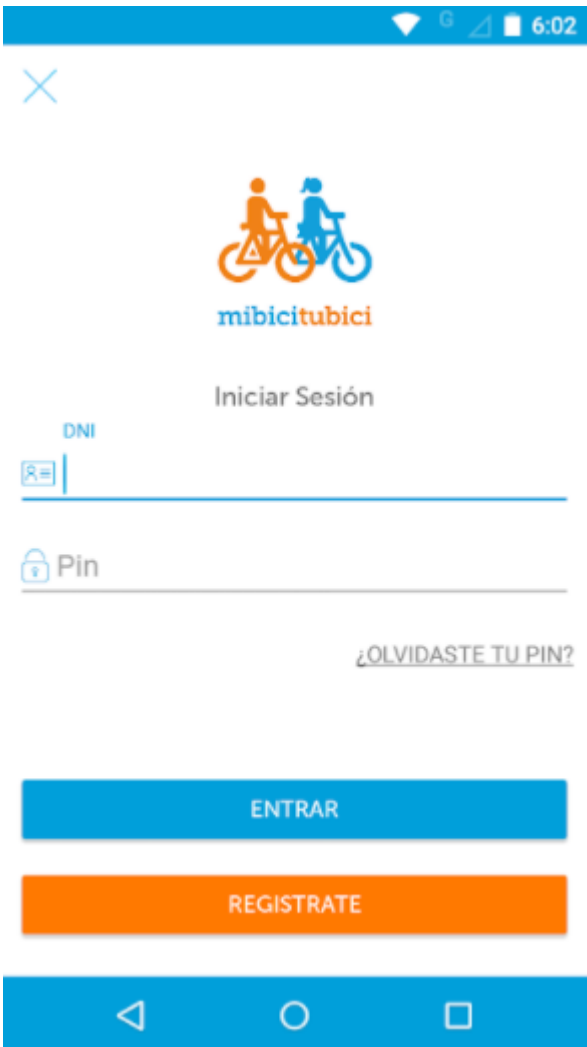 G 6:02
mibicitubici
Iniciar Sesión
DNI
Pin
¿OLVIDASTE TU PIN?
ENTRAR
REGISTRATE